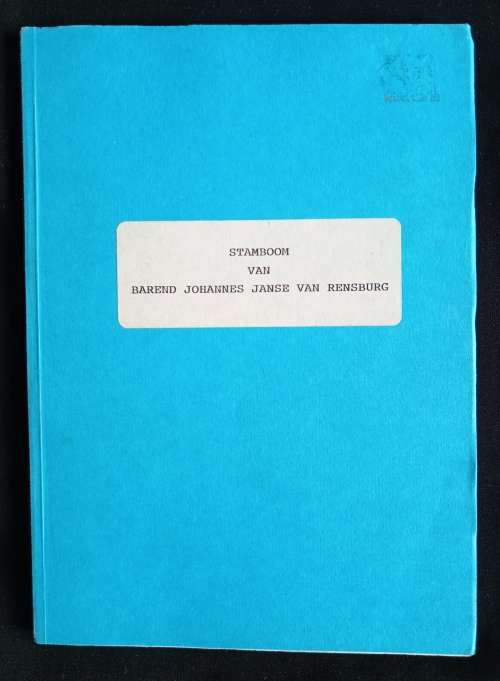 STAMBOOM
VAN
BAREND JOHANNES JANSE VAN RENSBURG